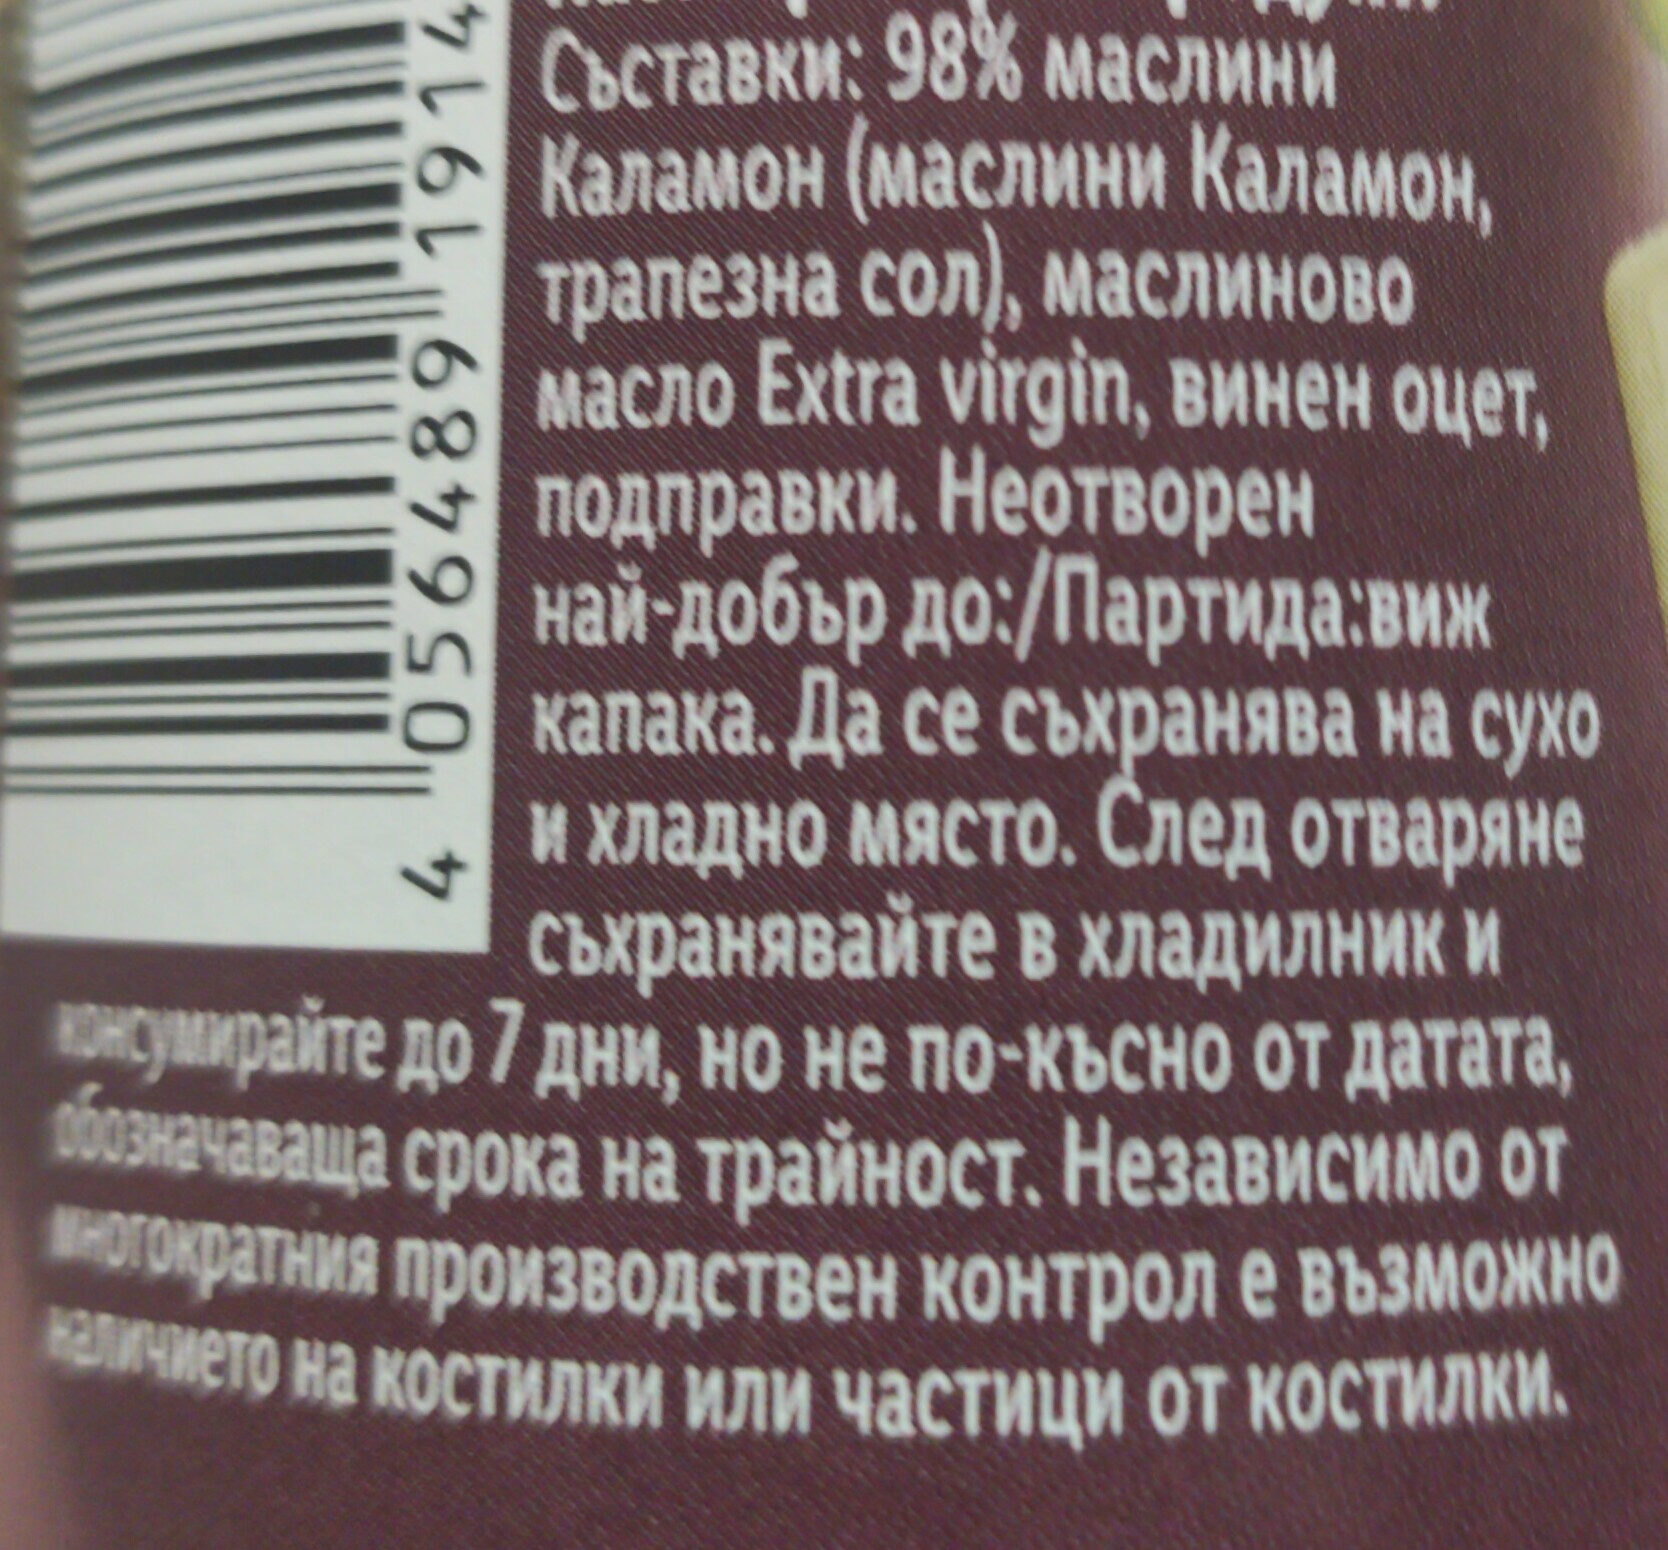 Съставки: 98% маслини
Каламон (маслини Каламон,
трапезна сол), маслиново
масло Extra virgin, винен оцет,
подправки. Неотворен
най-добър до:/Партида:виж
капака. Да се съхранява на сухо
и хладно място. След отваряне
съхранявайте в хладилник и
консумирайте до 7 дни, но не по-късно от датата,
обозначаваща срока на трайност. Независимо от
многократния производствен контрол е възможно
наличието на костилки или частици от костилки.
4 056489 191